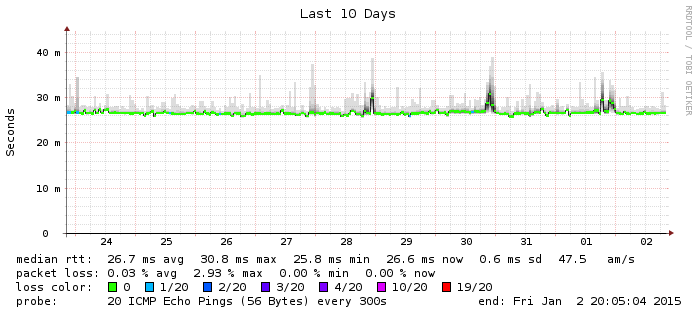 Last 10 Days
RRDTOOL / TOBI OETIKER
Seconds
40 m
30 m
20 m
10 m
0
24 25 26 27 28 29 30 31 01 02
median rtt: 26.7 ms avg 30.8 ms max 25.8 ms min 26.6 ms now 0.6 ms sd 47.5 am/s
packet loss: 0.03 % avg 2.93 % max 0.00 % min 0.00 % now
loss color: 0 1/20 2/20 3/20 4/20 10/20 19/20
probe: 20 ICMP Echo Pings (56 Bytes) every 300s end: Fri Jan 2 20:05:04 2015